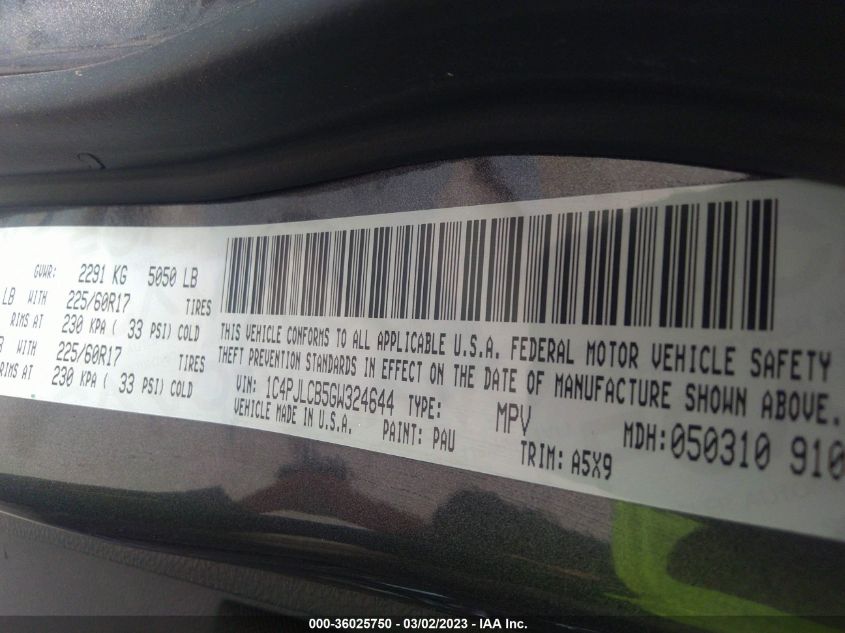 GVWR: 2291 KG 5050 LB
LB WITH 225/60R17 TIRES
RIMS AT 230 KPA ( 33 PSI) COLD
WITH 225/60R17 TIRES
RIMS AT 230 KPA ( 33 PSI) COLD
THIS VEHICLE CONFORMS TO ALL APPLICABLE U.S.A. FEDERAL MOTOR VEHICLE SAFETY
THEFT PREVENTION STANDARDS IN EFFECT ON THE DATE OF MANUFACTURE SHOWN ABOVE.
VIN: 1C4PJLCB5GW324644 TYPE: MPV MDH:050310 910
VEHICLE MADE IN U.S.A. PAINT: PAU TRIM: A5X9
000-36025750 - 03/02/2023 - IAA Inc.